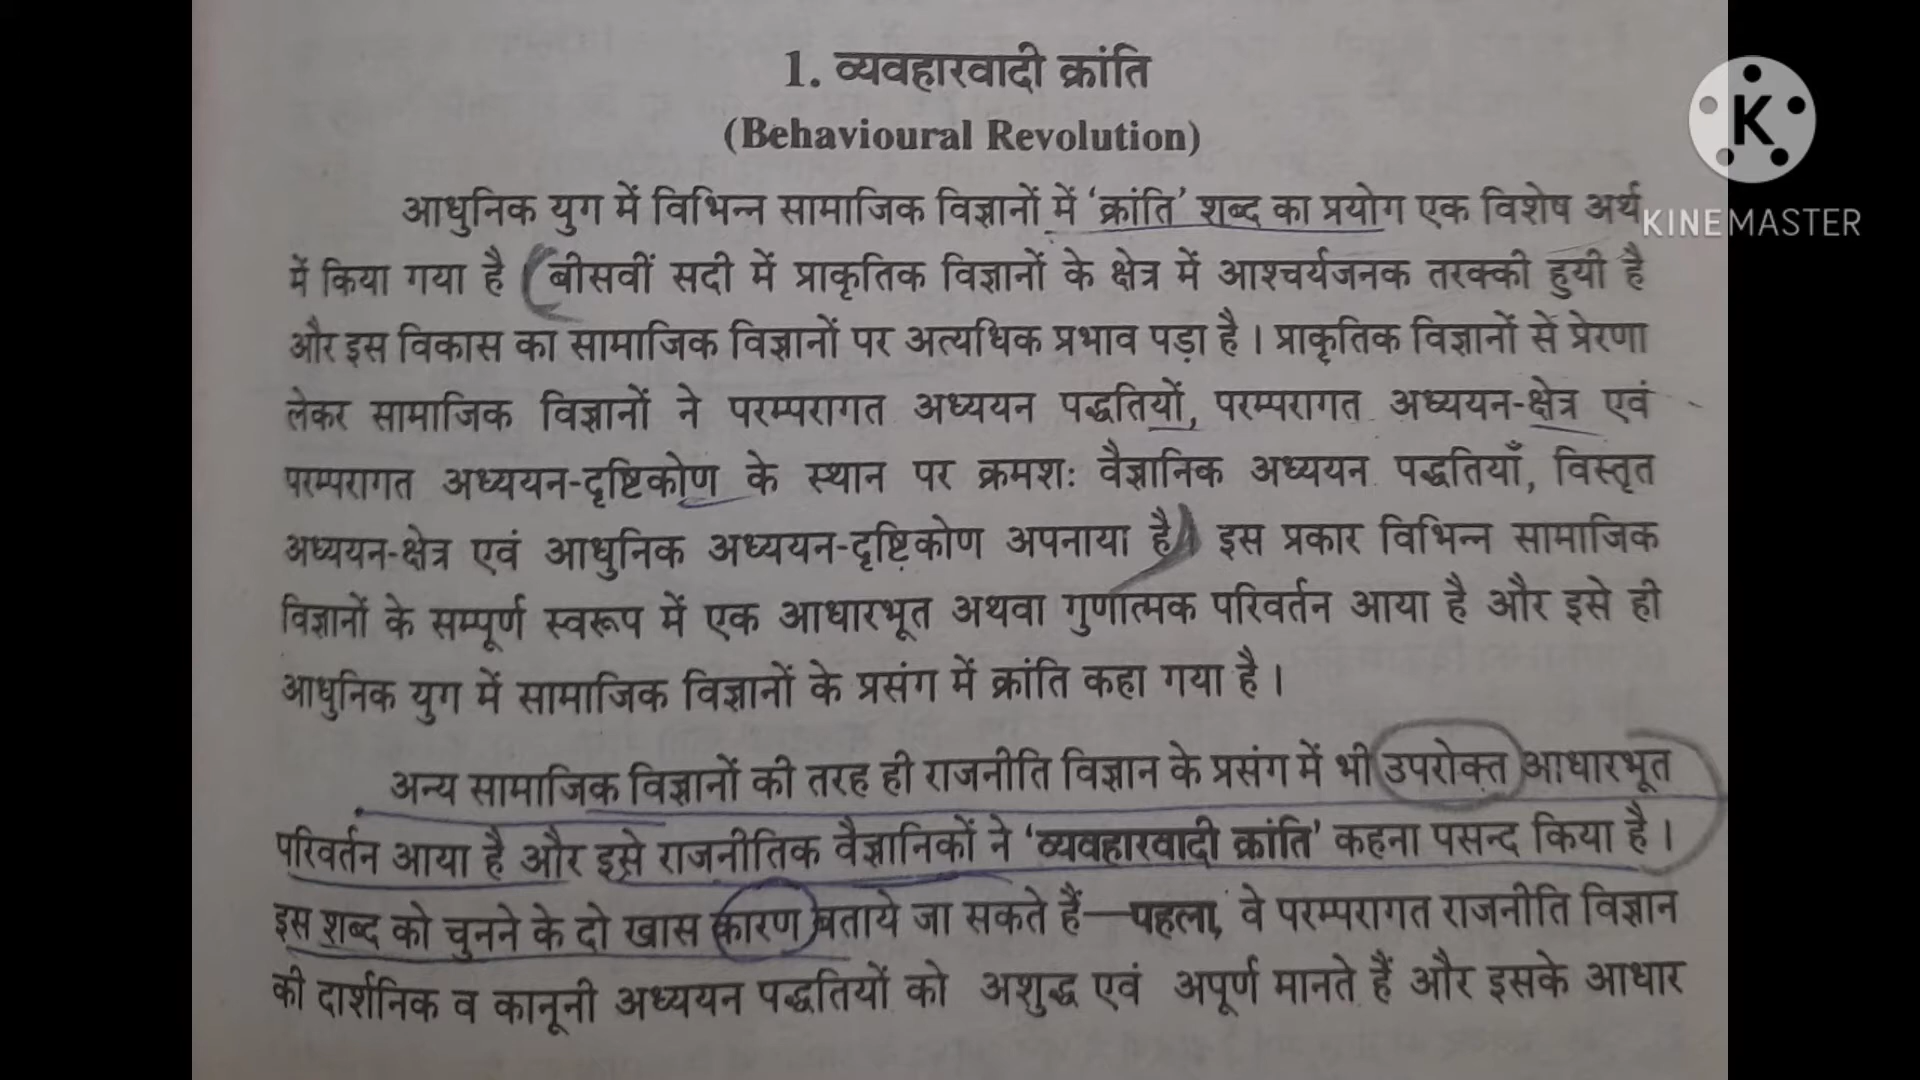 1. व्यवहारवादी क्रांति
(Behavioural Revolution)
आधुनिक युग में विभिन्न सामाजिक विज्ञानों में ‘क्रांति’ शब्द का प्रयोग एक विशेष अर्थ
में किया गया है (बीसवीं सदी में प्राकृतिक विज्ञानों के क्षेत्र में आश्चर्यजनक तरक्की हुयी है
और इस विकास का सामाजिक विज्ञानों पर अत्यधिक प्रभाव पड़ा है । प्राकृतिक विज्ञानों से प्रेरणा
लेकर सामाजिक विज्ञानों ने परम्परागत अध्ययन पद्धतियों, परम्परागत अध्ययन-क्षेत्र एवं
परम्परागत अध्ययन-दृष्टिकोण के स्थान पर क्रमशः वैज्ञानिक अध्ययन पद्धतियाँ, विस्तृत
अध्ययन-क्षेत्र एवं आधुनिक अध्ययन-दृष्टिकोण अपनाया है) इस प्रकार विभिन्न सामाजिक
विज्ञानों के सम्पूर्ण स्वरूप में एक आधारभूत अथवा गुणात्मक परिवर्तन आया है और इसे ही
आधुनिक युग में सामाजिक विज्ञानों के प्रसंग में क्रांति कहा गया है ।
अन्य सामाजिक विज्ञानों की तरह ही राजनीति विज्ञान के प्रसंग में भी उपरोक्त आधारभूत
परिवर्तन आया है और इसे राजनीतिक वैज्ञानिकों ने ‘व्यवहारवादी क्रांति’ कहना पसन्द किया है ।
इस शब्द को चुनने के दो खास कारण बताये जा सकते हैं—पहला, वे परम्परागत राजनीति विज्ञान
की दार्शनिक व कानूनी अध्ययन पद्धतियों को अशुद्ध एवं अपूर्ण मानते हैं और इसके आधार
K
KINEMASTER